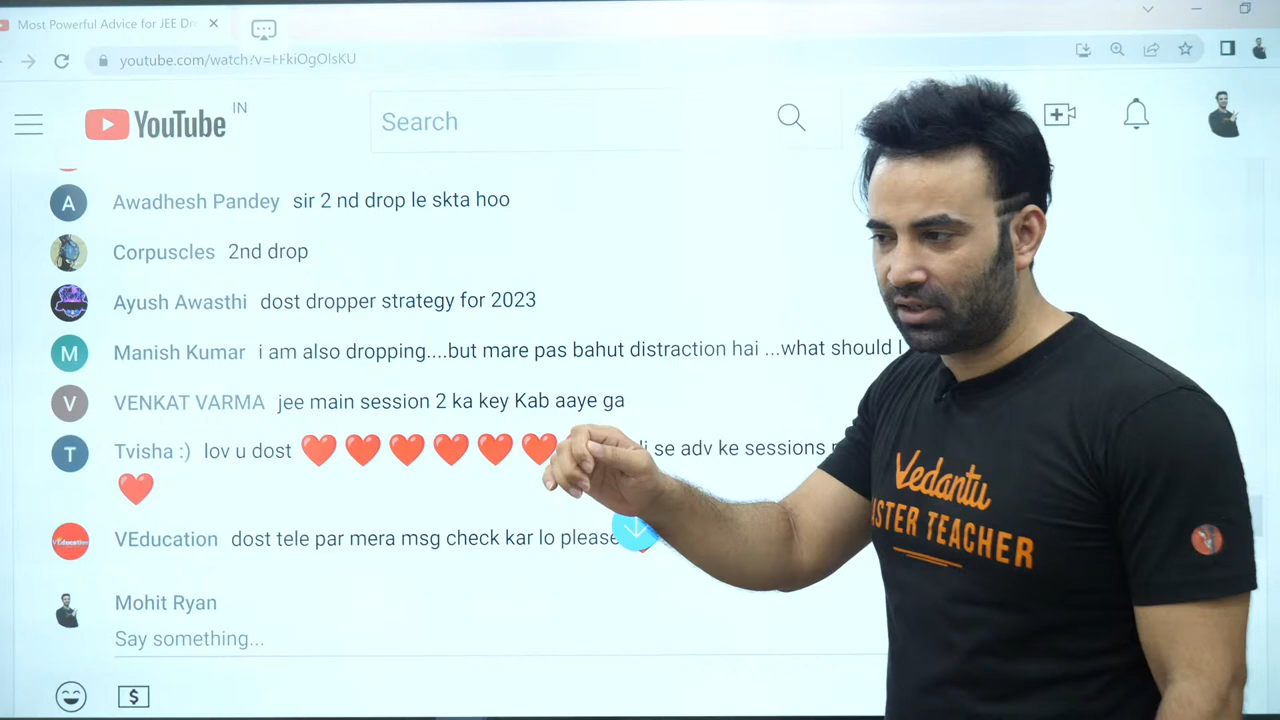 Most Powerful Advice for JEE Dr
youtube.com/watch?v=FFkiOgOlsKU
YouTube IN
Search
A Awadhesh Pandey sir 2 nd drop le skta hoo
Corpuscles 2nd drop
Ayush Awasthi dost dropper strategy for 2023
M Manish Kumar i am also dropping....but mare pas bahut distraction hai ...what should I
V VENKAT VARMA jee main session 2 ka key Kab aaye ga
T Tvisha :) lov u dost ❤️❤️❤️❤️❤️❤️ di se adv ke sessions
❤️
VEducation VEducation dost tele par mera msg check kar lo please
Mohit Ryan
Say something...
$
Vedantu
ASTER TEACHER